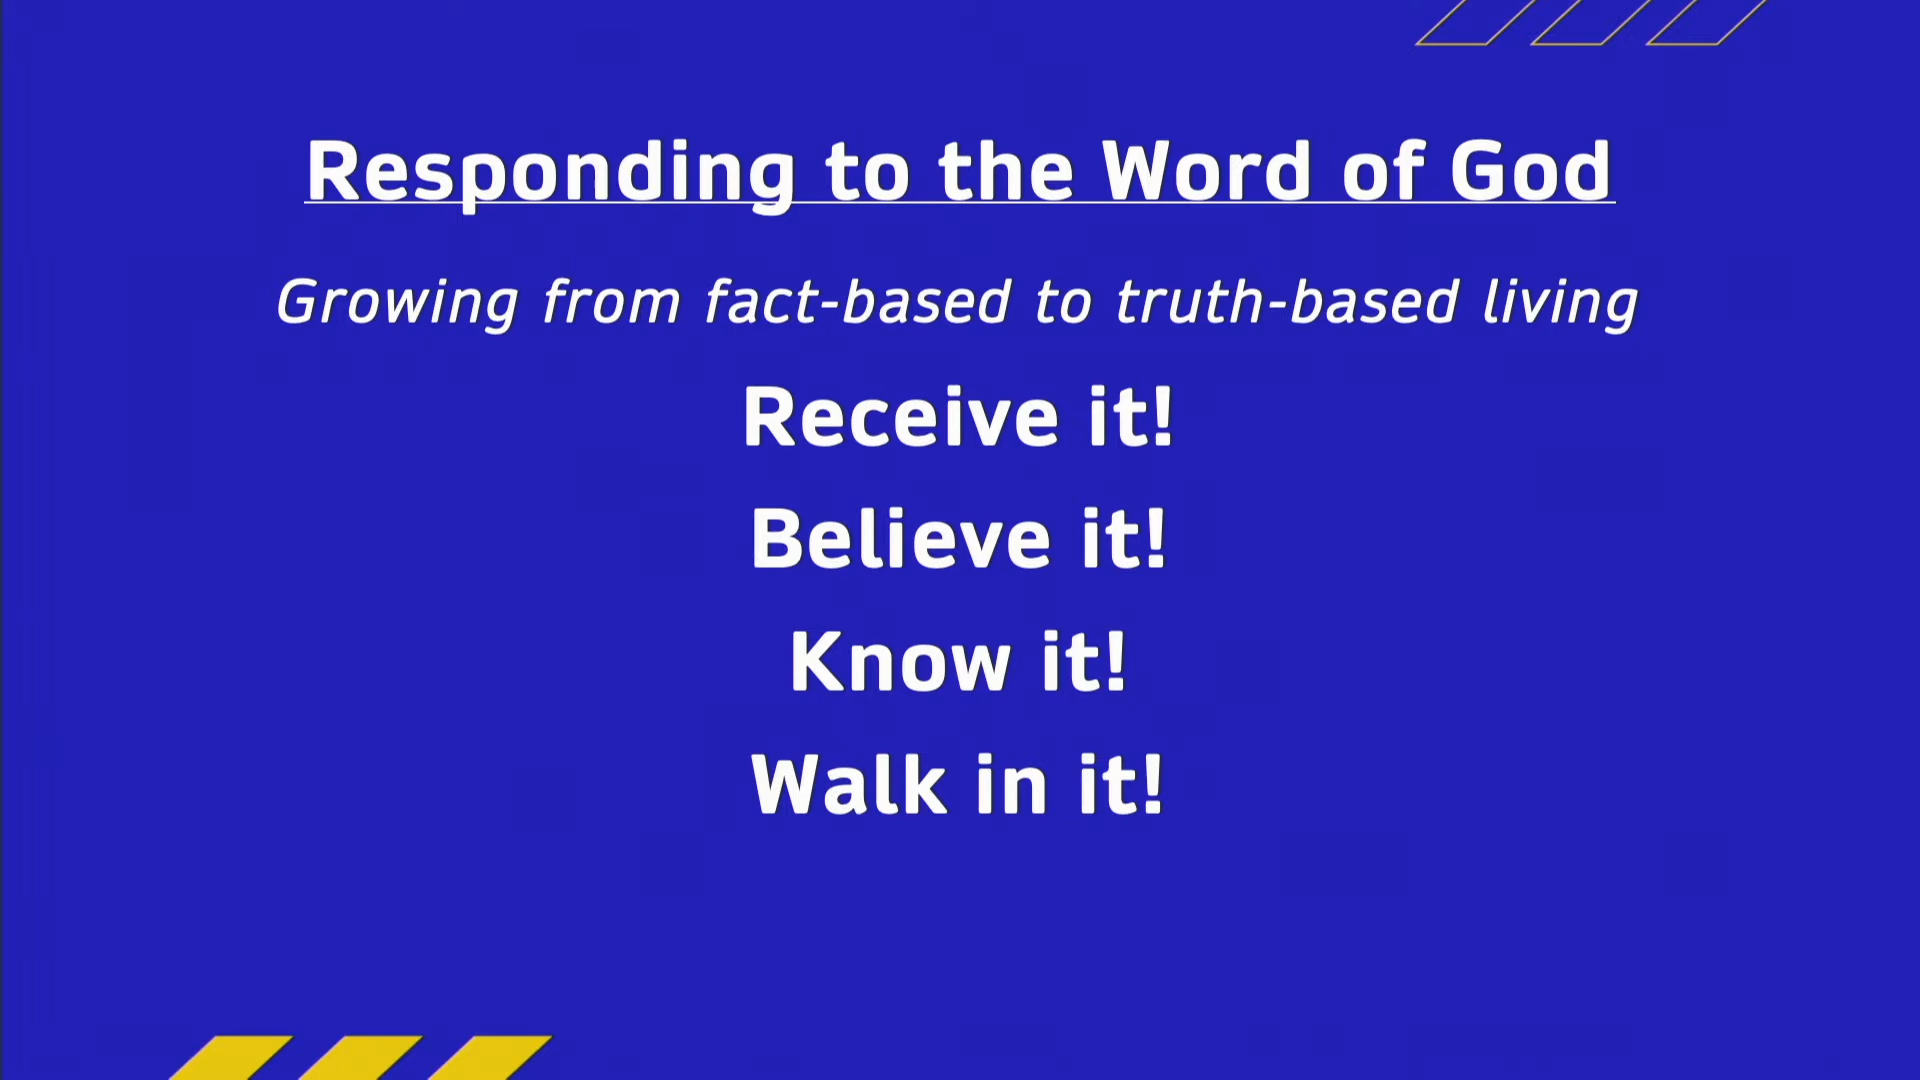 Responding to the Word of God
Growing from fact-based to truth-based living
Receive it!
Believe it!
Know it!
Walk in it!